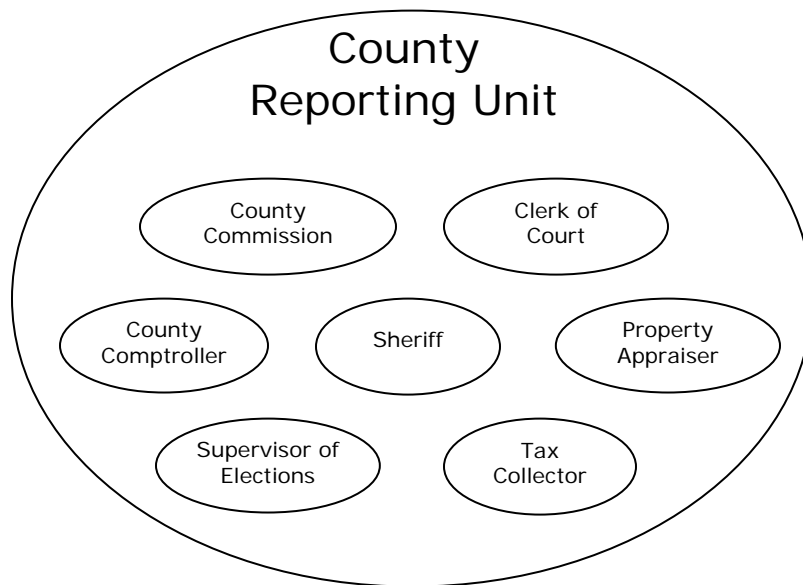 County
Reporting Unit
County
Commission
Clerk of
Court
County
Comptroller
Sheriff
Property
Appraiser
Supervisor of
Elections
Tax
Collector